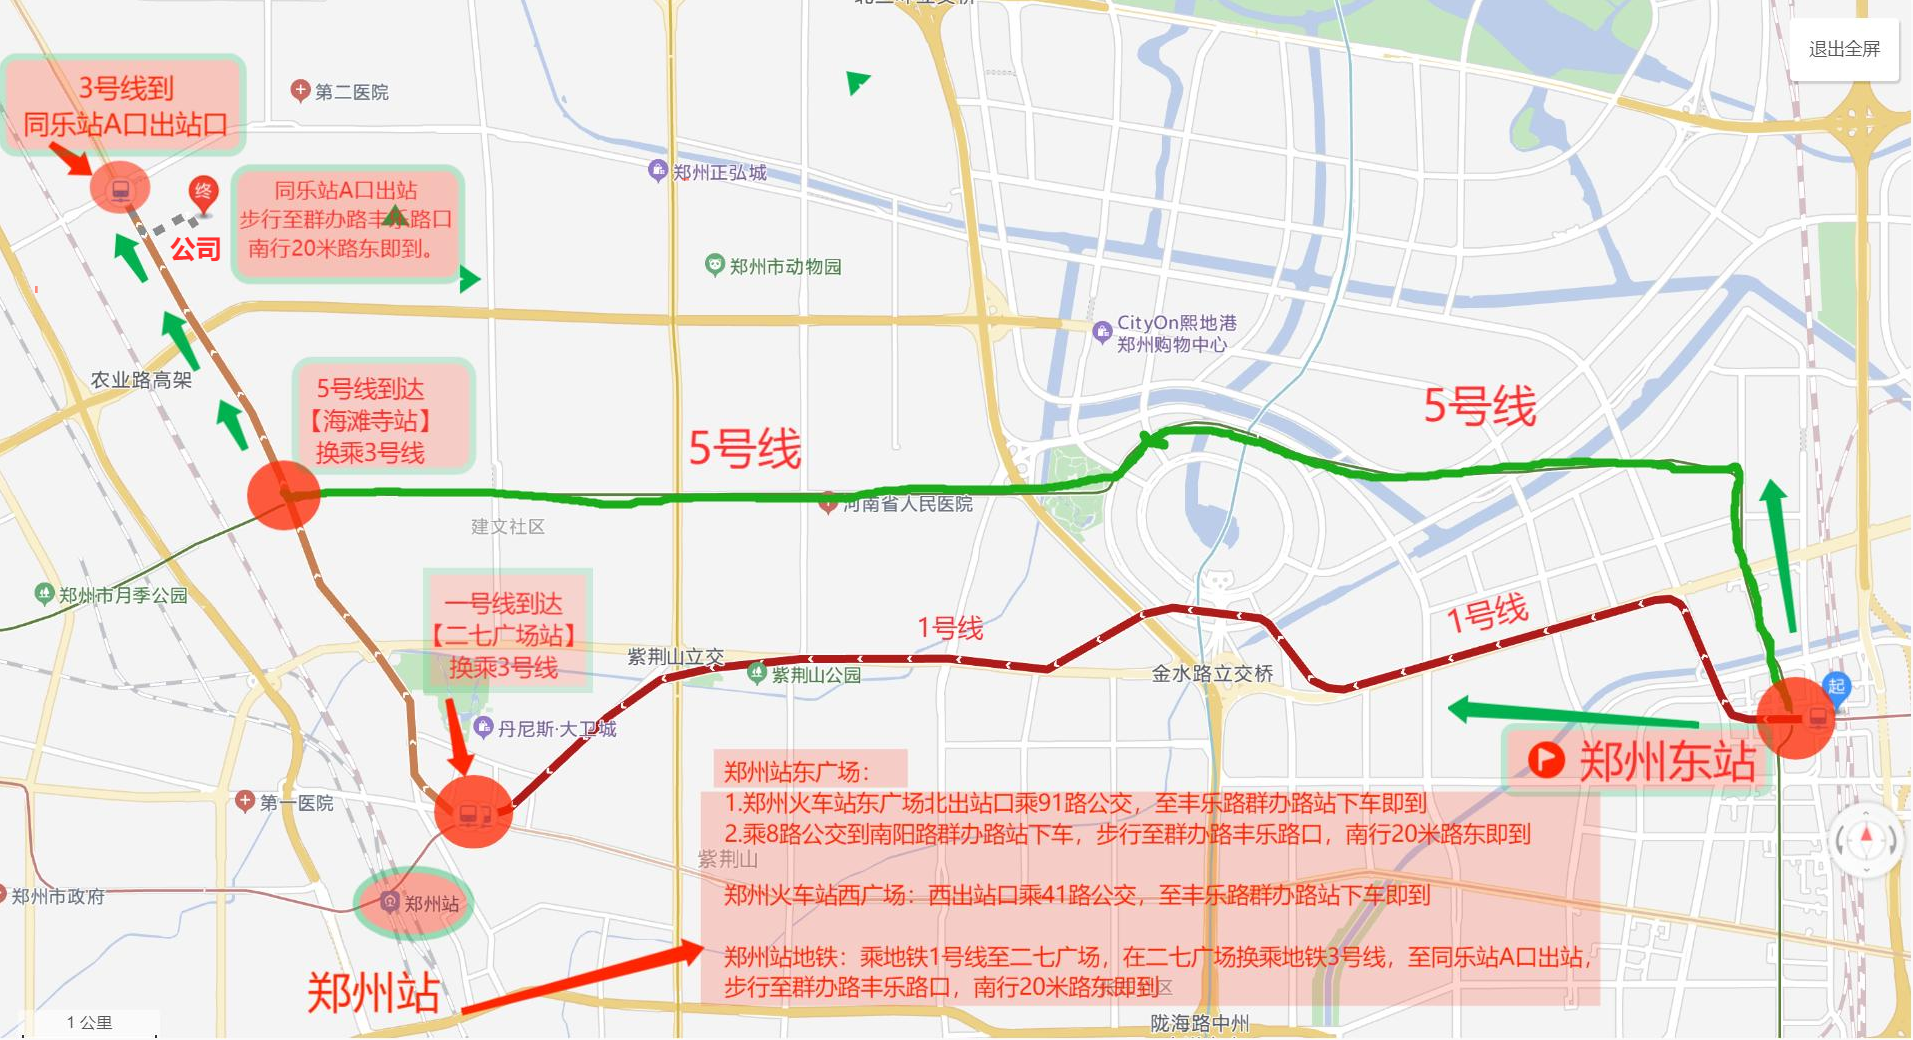 退出全屏
3号线到
同乐站A口出站口
第二医院
郑州正弘城
终
公司
同乐站A口出站
步行至群办路丰乐路口
南行20米路东即到。
郑州市动物园
CityOn熙地港
郑州购物中心
农业路高架
5号线到达
【海滩寺站】
换乘3号线
5号线
5号线
河南省人民医院
建文社区
郑州市月季公园
一号线到达
【二七广场站】
换乘3号线
1号线
1号线
紫荆山立交
紫荆山公园
金水路立交桥
起
丹尼斯·大卫城
郑州东站
第一医院
郑州站东广场：
1.郑州火车站东广场北出站口乘91路公交，至丰乐路群办路站下车即到
2.乘8路公交到南阳路群办路站下车，步行至群办路丰乐路口，南行20米路东即到
紫荆山
郑州市政府
郑州站
郑州火车站西广场：西出站口乘41路公交，至丰乐路群办路站下车即到
郑州站地铁：乘地铁1号线至二七广场，在二七广场换乘地铁3号线，至同乐站A口出站，
步行至群办路丰乐路口，南行20米路东即到
郑州站
1 公里
陇海路中州